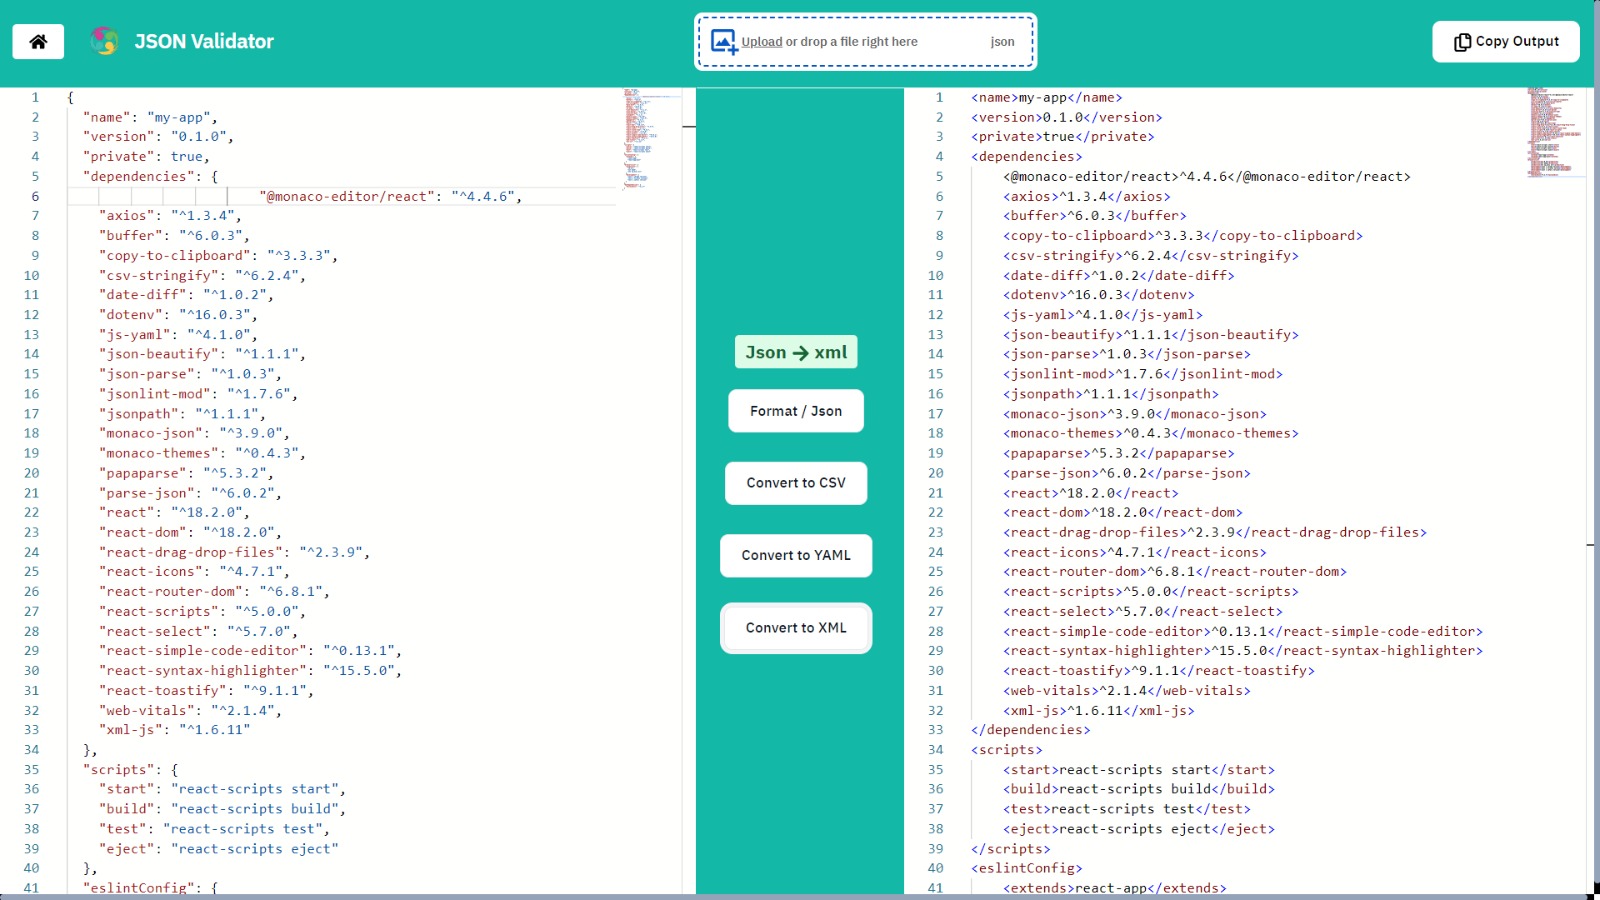 JSON Validator
Upload or drop a file right here json
Copy Output
1 {
2 "name": "my-app",
3 "version": "0.1.0",
4 "private": true,
5 "dependencies": {
6 "@monaco-editor/react": "^4.4.6",
7 "axios": "^1.3.4",
8 "buffer": "^6.0.3",
9 "copy-to-clipboard": "^3.3.3",
10 "csv-stringify": "^6.2.4",
11 "date-diff": "^1.0.2",
12 "dotenv": "^16.0.3",
13 "js-yaml": "^4.1.0",
14 "json-beautify": "^1.1.1",
15 "json-parse": "^1.0.3",
16 "jsonlint-mod": "^1.7.6",
17 "jsonpath": "^1.1.1",
18 "monaco-json": "^3.9.0",
19 "monaco-themes": "^0.4.3",
20 "papaparse": "^5.3.2",
21 "parse-json": "^6.0.2",
22 "react": "^18.2.0",
23 "react-dom": "^18.2.0",
24 "react-drag-drop-files": "^2.3.9",
25 "react-icons": "^4.7.1",
26 "react-router-dom": "^6.8.1",
27 "react-scripts": "^5.0.0",
28 "react-select": "^5.7.0",
29 "react-simple-code-editor": "^0.13.1",
30 "react-syntax-highlighter": "^15.5.0",
31 "react-toastify": "^9.1.1",
32 "web-vitals": "^2.1.4",
33 "xml-js": "^1.6.11"
34 },
35 "scripts": {
36 "start": "react-scripts start",
37 "build": "react-scripts build",
38 "test": "react-scripts test",
39 "eject": "react-scripts eject"
40 },
41 "eslintConfig": {
Json → xml
Format / Json
Convert to CSV
Convert to YAML
Convert to XML
1 <name>my-app</name>
2 <version>0.1.0</version>
3 <private>true</private>
4 <dependencies>
5 <@monaco-editor/react>^4.4.6</@monaco-editor/react>
6 <axios>^1.3.4</axios>
7 <buffer>^6.0.3</buffer>
8 <copy-to-clipboard>^3.3.3</copy-to-clipboard>
9 <csv-stringify>^6.2.4</csv-stringify>
10 <date-diff>^1.0.2</date-diff>
11 <dotenv>^16.0.3</dotenv>
12 <js-yaml>^4.1.0</js-yaml>
13 <json-beautify>^1.1.1</json-beautify>
14 <json-parse>^1.0.3</json-parse>
15 <jsonlint-mod>^1.7.6</jsonlint-mod>
16 <jsonpath>^1.1.1</jsonpath>
17 <monaco-json>^3.9.0</monaco-json>
18 <monaco-themes>^0.4.3</monaco-themes>
19 <papaparse>^5.3.2</papaparse>
20 <parse-json>^6.0.2</parse-json>
21 <react>^18.2.0</react>
22 <react-dom>^18.2.0</react-dom>
23 <react-drag-drop-files>^2.3.9</react-drag-drop-files>
24 <react-icons>^4.7.1</react-icons>
25 <react-router-dom>^6.8.1</react-router-dom>
26 <react-scripts>^5.0.0</react-scripts>
27 <react-select>^5.7.0</react-select>
28 <react-simple-code-editor>^0.13.1</react-simple-code-editor>
29 <react-syntax-highlighter>^15.5.0</react-syntax-highlighter>
30 <react-toastify>^9.1.1</react-toastify>
31 <web-vitals>^2.1.4</web-vitals>
32 <xml-js>^1.6.11</xml-js>
33 </dependencies>
34 <scripts>
35 <start>react-scripts start</start>
36 <build>react-scripts build</build>
37 <test>react-scripts test</test>
38 <eject>react-scripts eject</eject>
39 </scripts>
40 <eslintConfig>
41 <extends>react-app</extends>